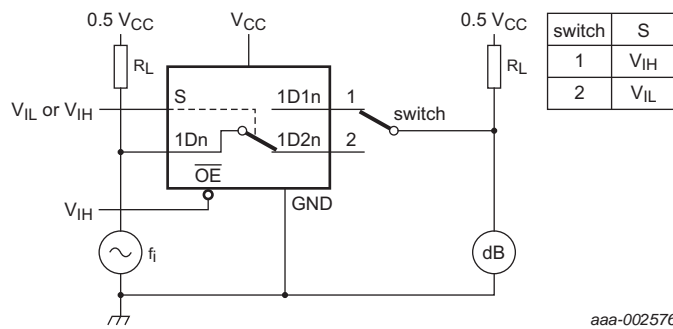 0.5 VCC
VCC
0.5 VCC
switch S
1 VIH
2 VIL
RL
RL
VIL or VIH
S
1D1n
1
switch
1Dn
1D2n
2
OE
VIH
GND
fi
dB
aaa-002576